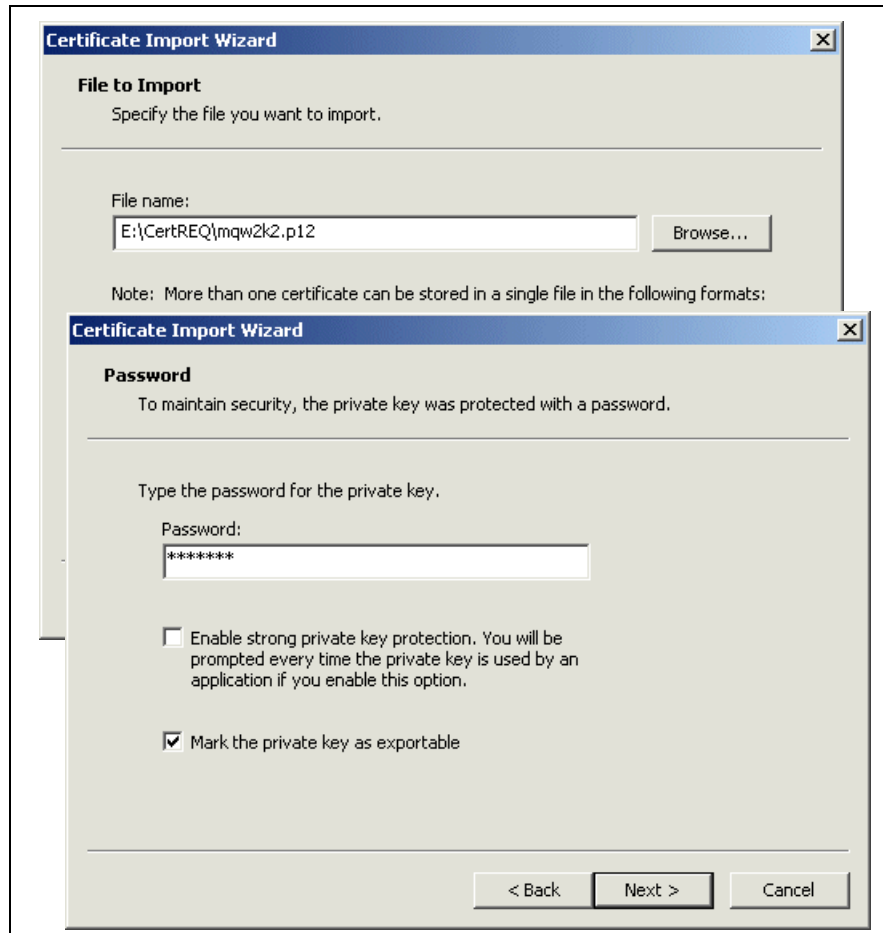 Certificate Import Wizard
File to Import
Specify the file you want to import.
File name:
E:\CertREQ\mqw2k2.p12
Browse...
Note: More than one certificate can be stored in a single file in the following formats:
Certificate Import Wizard
Password
To maintain security, the private key was protected with a password.
Type the password for the private key.
Password:
*******
Enable strong private key protection. You will be
prompted every time the private key is used by an
application if you enable this option.
Mark the private key as exportable
< Back Next > Cancel